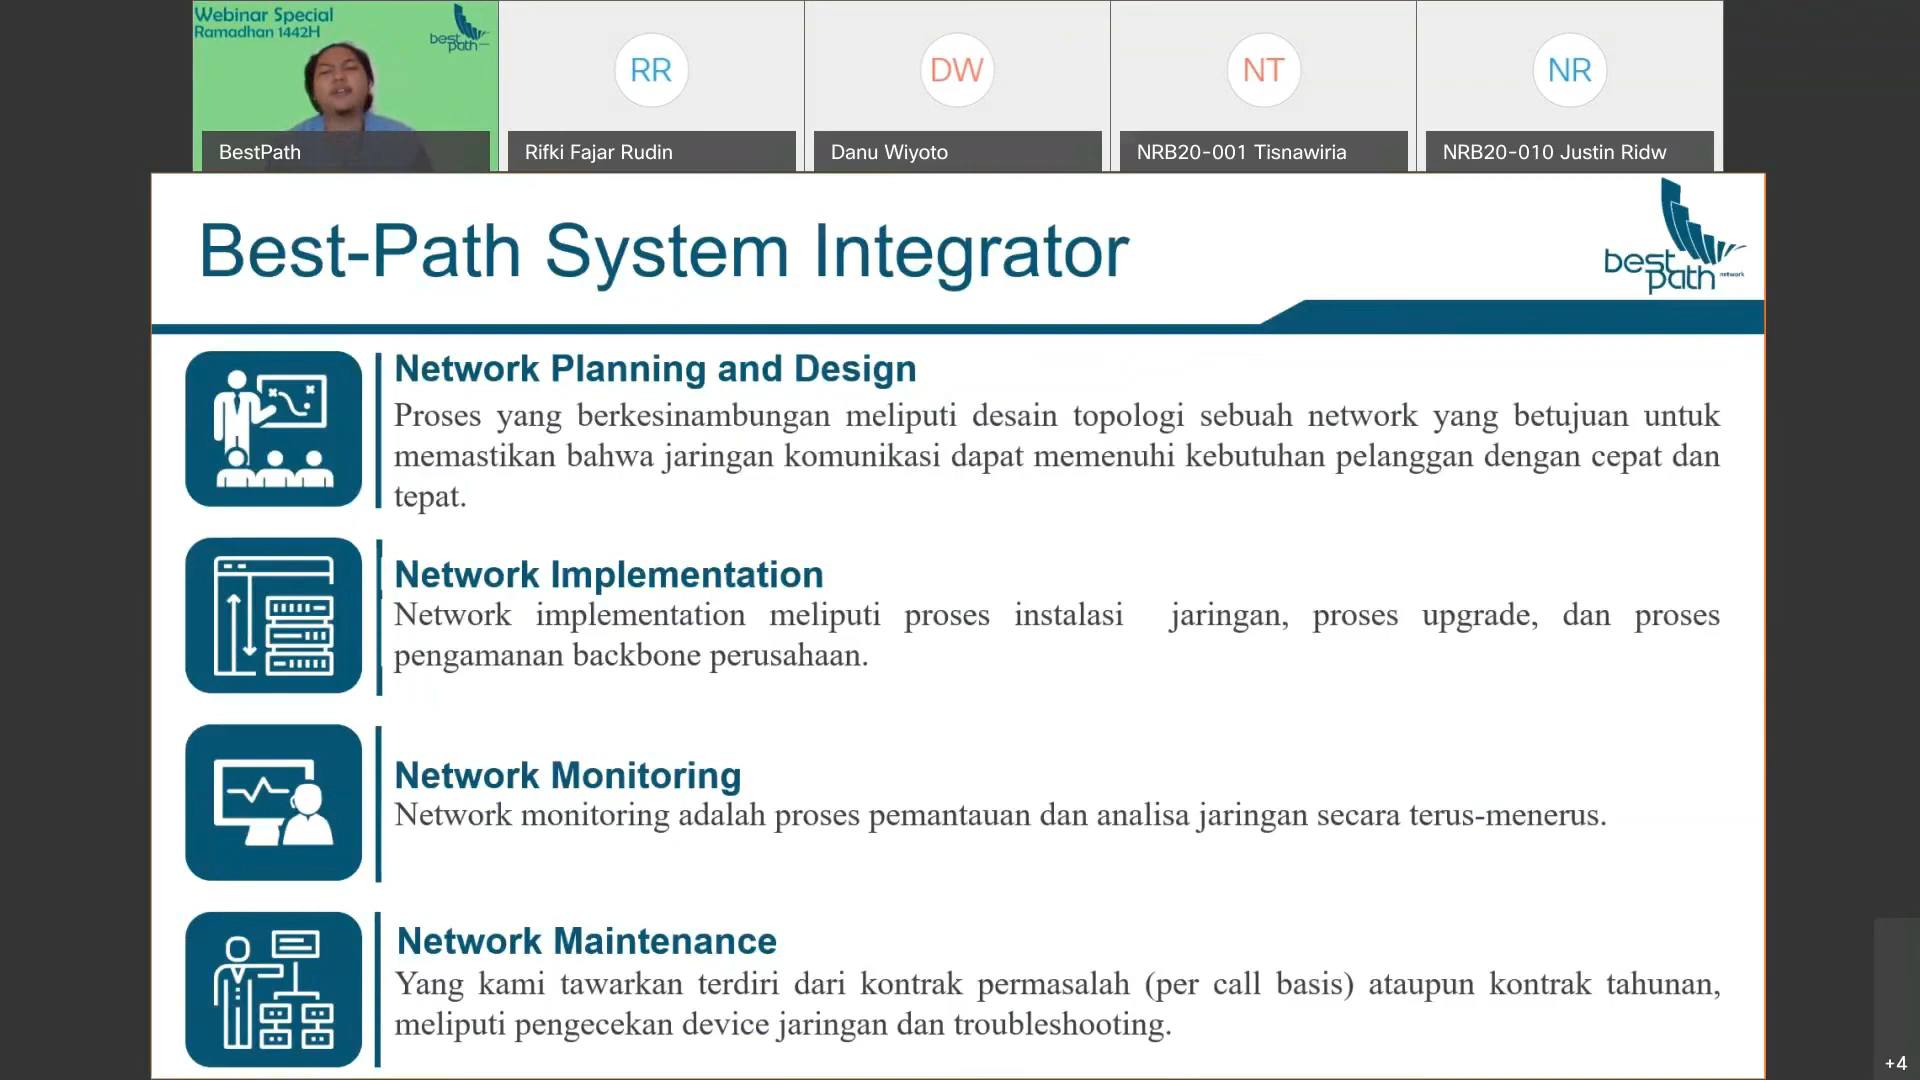 Webinar Special
Ramadhan 1442H
best
path
RR
DW
NT
NR
BestPath
Rifki Fajar Rudin
Danu Wiyoto
NRB20-001 Tisnawiria
NRB20-010 Justin Ridw
Best-Path System Integrator
best
path network
Network Planning and Design
Proses yang berkesinambungan meliputi desain topologi sebuah network yang betujuan untuk
memastikan bahwa jaringan komunikasi dapat memenuhi kebutuhan pelanggan dengan cepat dan
tepat.
Network Implementation
Network implementation meliputi proses instalasi jaringan, proses upgrade, dan proses
pengamanan backbone perusahaan.
Network Monitoring
Network monitoring adalah proses pemantauan dan analisa jaringan secara terus-menerus.
Network Maintenance
Yang kami tawarkan terdiri dari kontrak permasalah (per call basis) ataupun kontrak tahunan,
meliputi pengecekan device jaringan dan troubleshooting.
+4